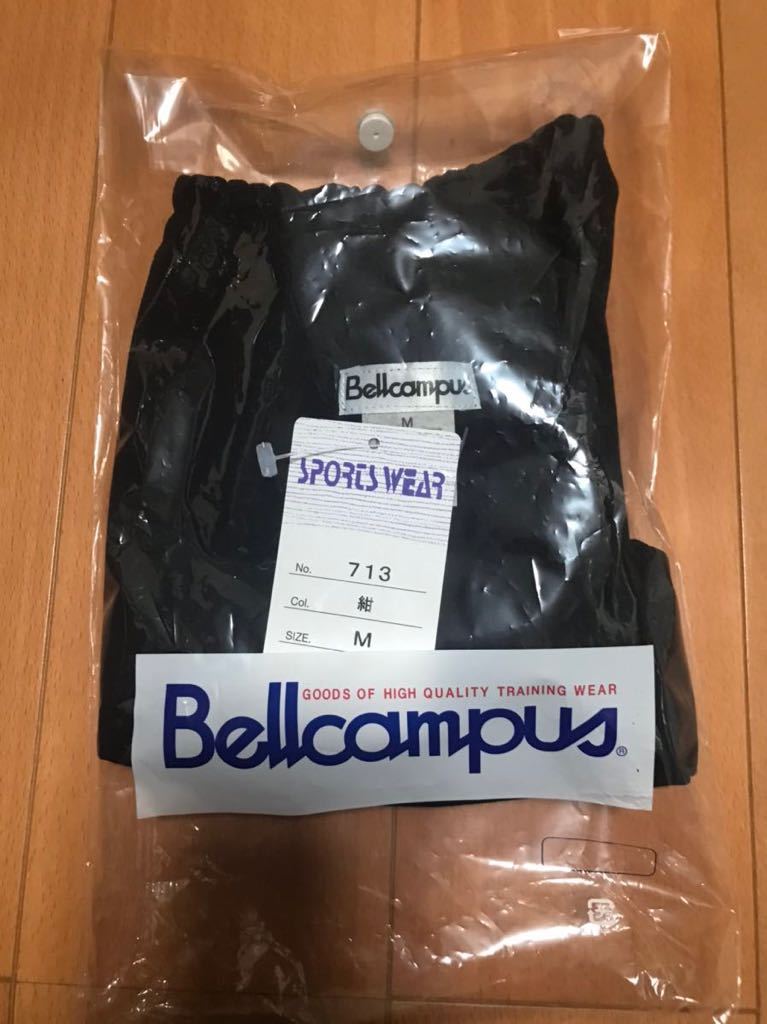 Bellcampus
M
SPORTS WEAR
No. 713
Col. 紺
SIZE. M
GOODS OF HIGH QUALITY TRAINING WEAR
Bellcampus®